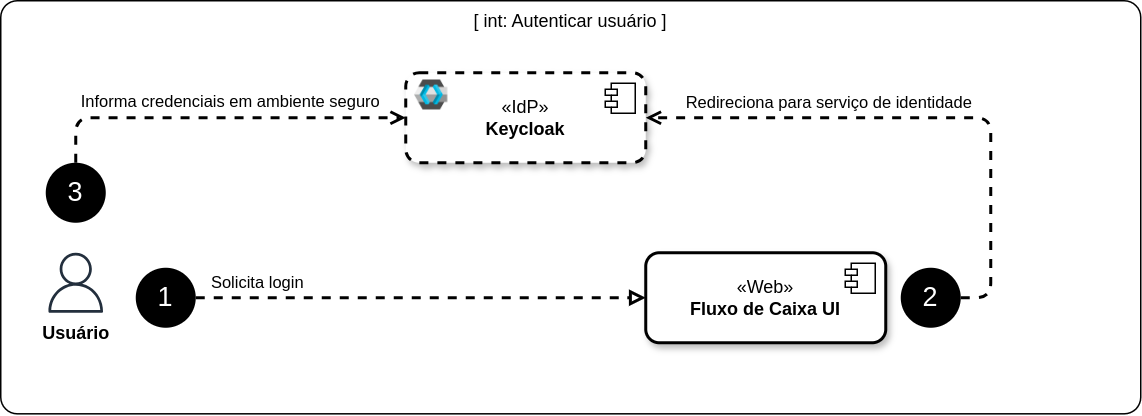 [ int: Autenticar usuário ]
Informa credenciais em ambiente seguro
«IdP»
Keycloak
Redireciona para serviço de identidade
3
Usuário
1
Solicita login
«Web»
Fluxo de Caixa UI
2